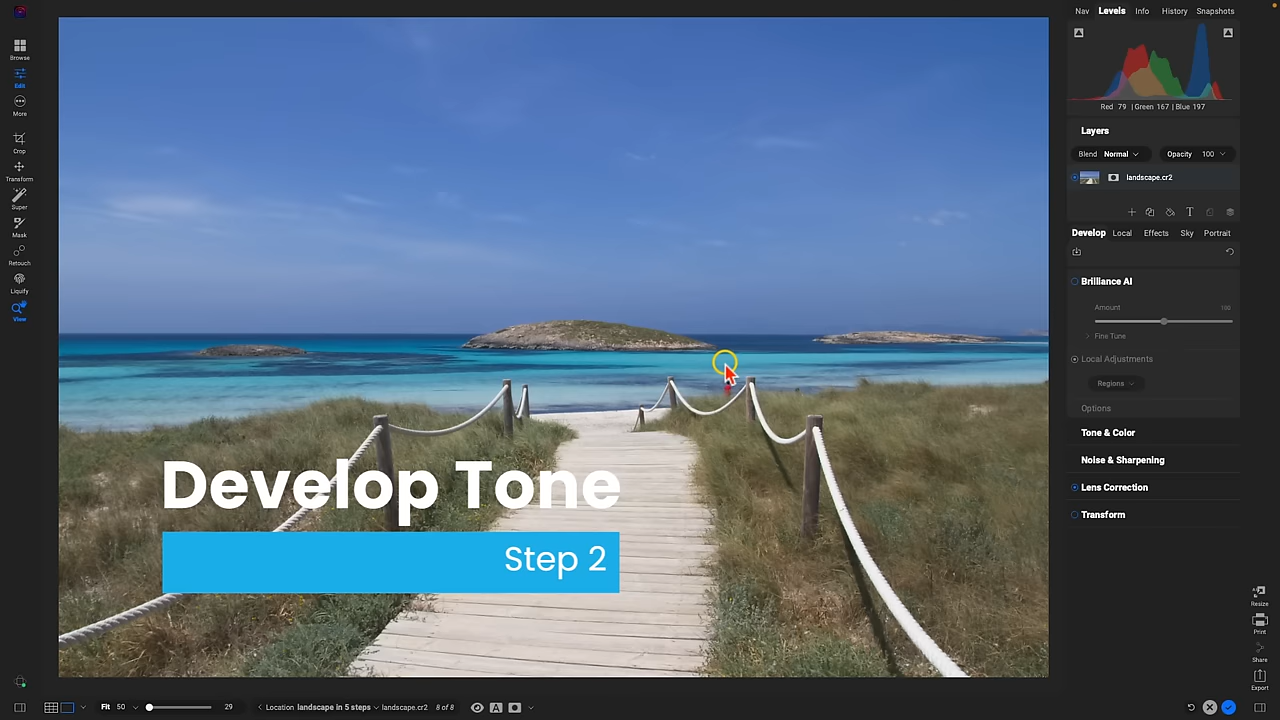 Nav Levels Info History Snapshots
Red 79 | Green 167 | Blue 197
Layers
Blend Normal Opacity 100
landscape.cr2
Develop Local Effects Sky Portrait
Brilliance AI
Amount 100
Fine Tune
Local Adjustments
Regions
Options
Tone & Color
Noise & Sharpening
Lens Correction
Transform
Browse
Edit
More
Crop
Transform
Super
Mask
Retouch
Liquify
View
Develop Tone
Step 2
Resize
Print
Share
Export
Fit 50 29 Location landscape in 5 steps landscape.cr2 8 of 8 A